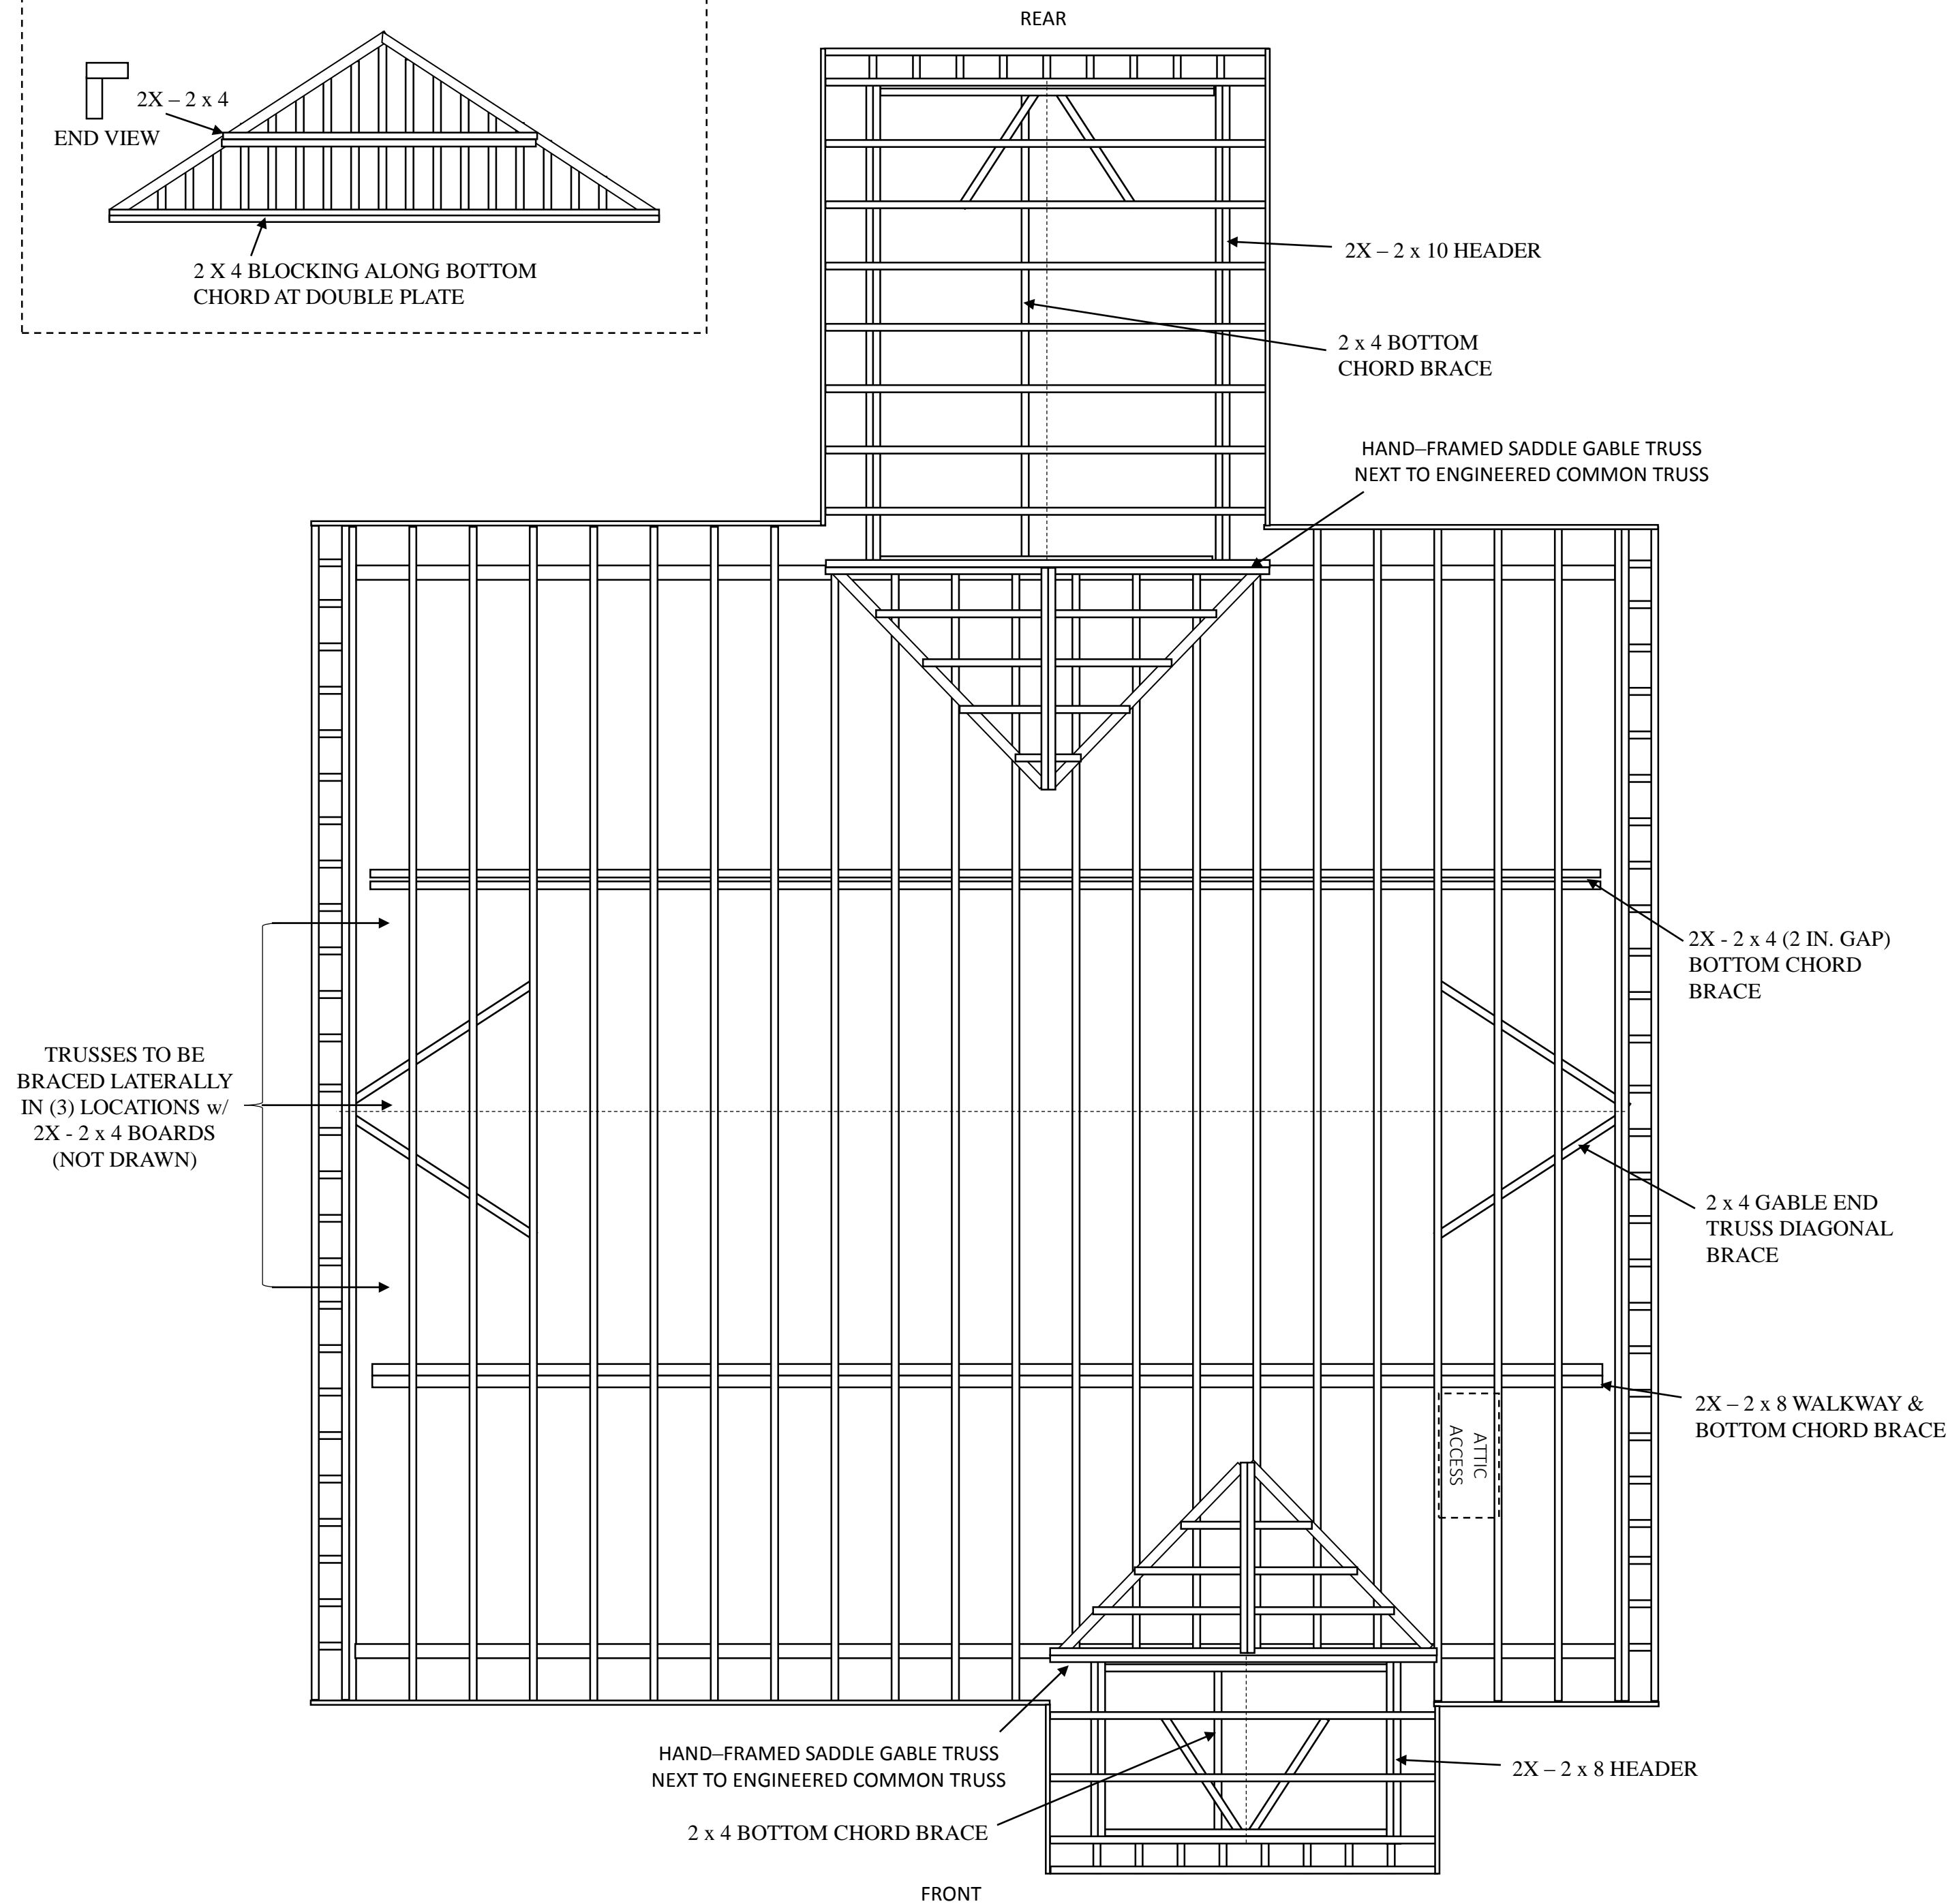 REAR
2X – 2 x 4
END VIEW
2 X 4 BLOCKING ALONG BOTTOM
CHORD AT DOUBLE PLATE
2X – 2 x 10 HEADER
2 x 4 BOTTOM
CHORD BRACE
HAND–FRAMED SADDLE GABLE TRUSS
NEXT TO ENGINEERED COMMON TRUSS
2X - 2 x 4 (2 IN. GAP)
BOTTOM CHORD
BRACE
TRUSSES TO BE
BRACED LATERALLY
IN (3) LOCATIONS w/
2X - 2 x 4 BOARDS
(NOT DRAWN)
2 x 4 GABLE END
TRUSS DIAGONAL
BRACE
2X – 2 x 8 WALKWAY &
BOTTOM CHORD BRACE
ATTIC
ACCESS
HAND–FRAMED SADDLE GABLE TRUSS
NEXT TO ENGINEERED COMMON TRUSS
2X – 2 x 8 HEADER
2 x 4 BOTTOM CHORD BRACE
FRONT